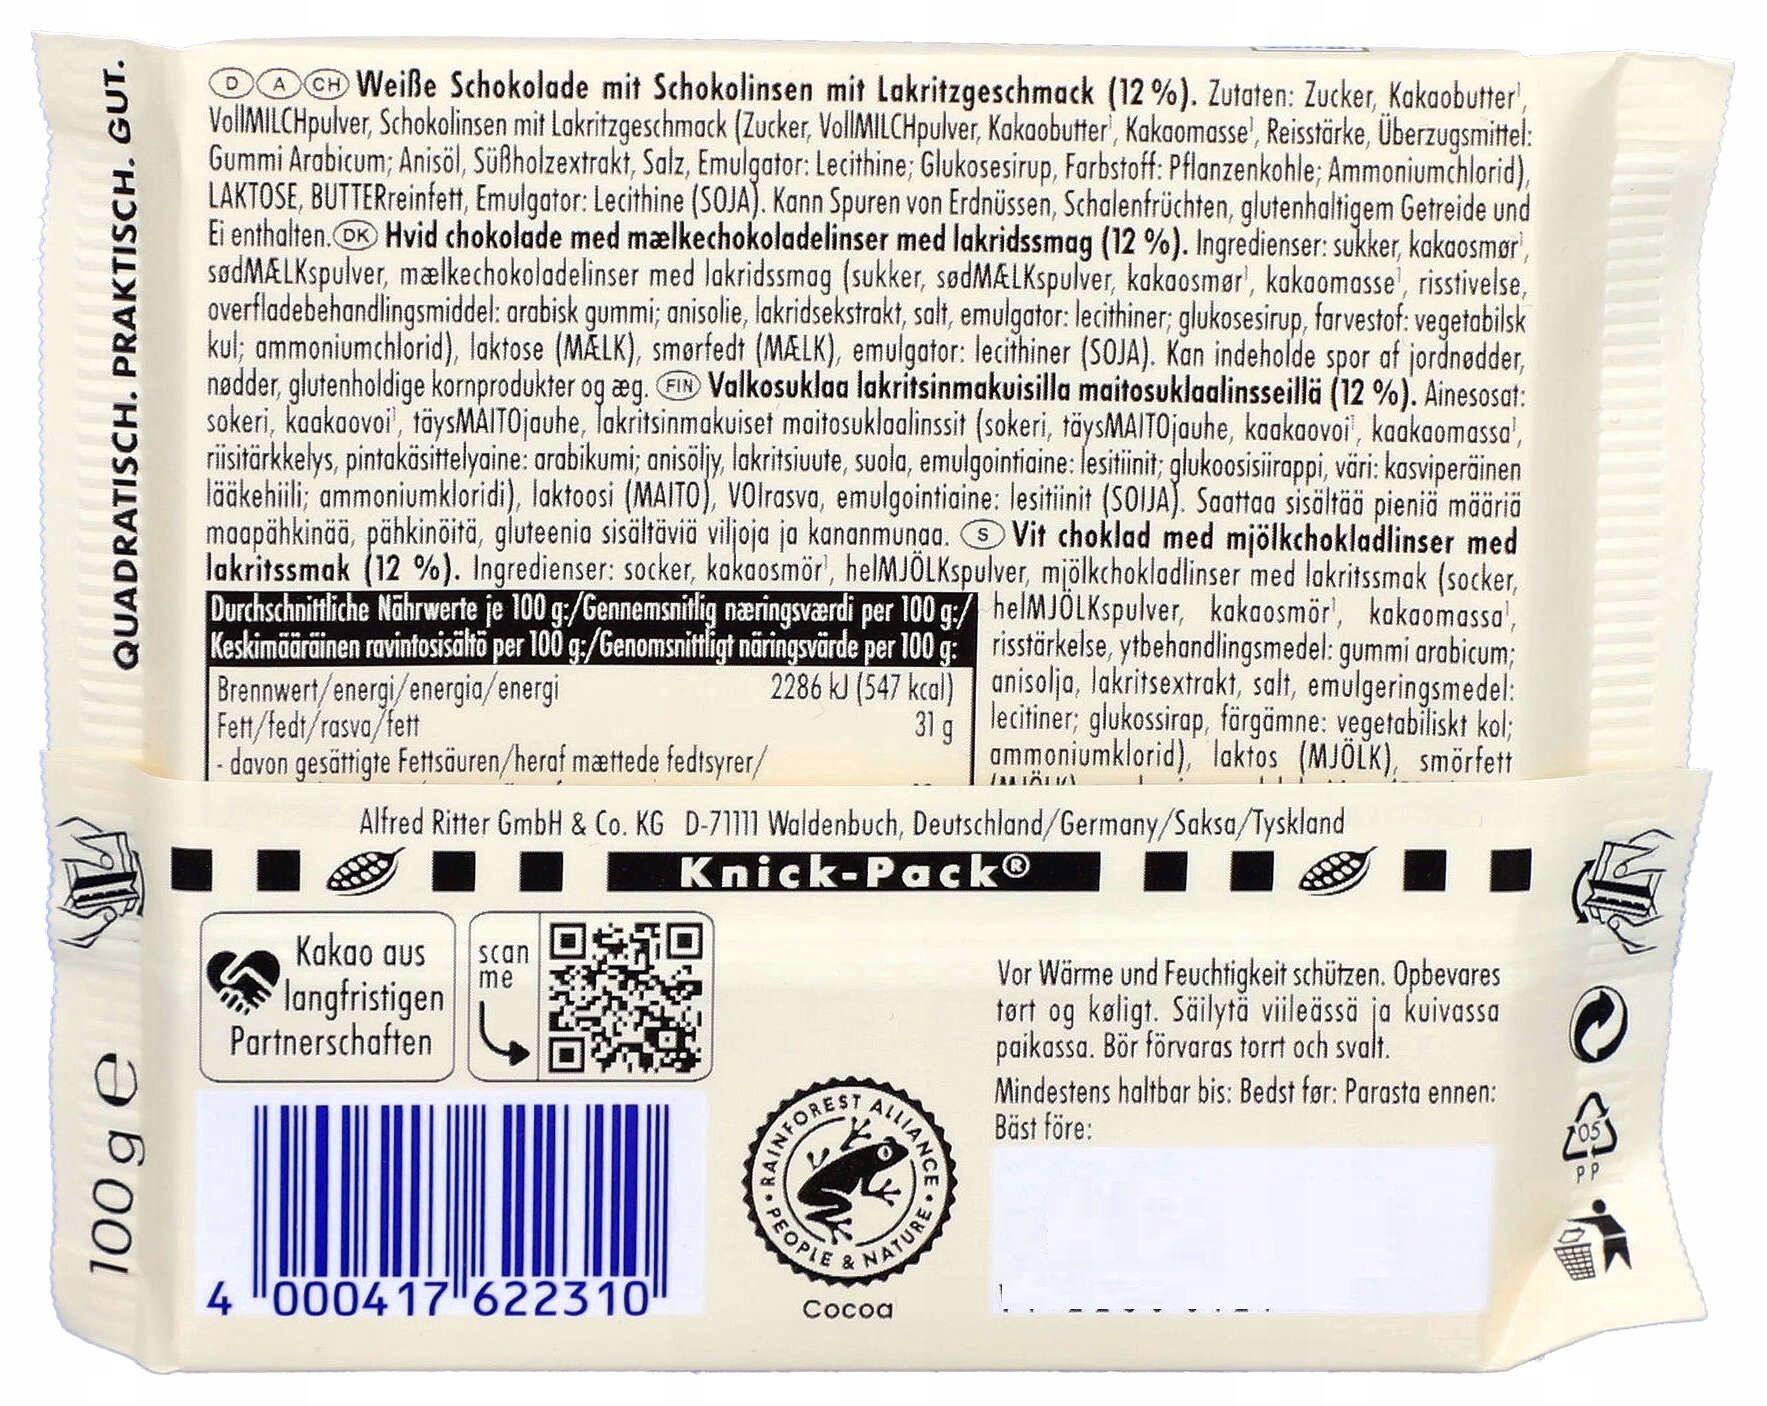 QUADRATISCH. PRAKTISCH. GUT.
D A CH Weiße Schokolade mit Schokolinsen mit Lakritzgeschmack (12 %). Zutaten: Zucker, Kakaobutter¹,
VollMILCHpulver, Schokolinsen mit Lakritzgeschmack (Zucker, VollMILCHpulver, Kakaobutter¹, Kakaomasse¹, Reisstärke, Überzugsmittel:
Gummi Arabicum; Anisöl, Süßholzextrakt, Salz, Emulgator: Lecithine; Glukosesirup, Farbstoff: Pflanzenkohle; Ammoniumchlorid),
LAKTOSE, BUTTERreinfett, Emulgator: Lecithine (SOJA). Kann Spuren von Erdnüssen, Schalenfrüchten, glutenhaltigem Getreide und
Ei enthalten. DK Hvid chokolade med mælkechokoladelinser med lakridssmag (12 %). Ingredienser: sukker, kakaosmør¹,
sødMÆLKspulver, mælkechokoladelinser med lakridssmag (sukker, sødMÆLKspulver, kakaosmør¹, kakaomasse¹, risstivelse,
overfladebehandlingsmiddel: arabisk gummi; anisolie, lakridsekstrakt, salt, emulgator: lecithiner; glukosesirup, farvestof: vegetabilsk
kul; ammoniumchlorid), laktose (MÆLK), smørfedt (MÆLK), emulgator: lecithiner (SOJA). Kan indeholde spor af jordnødder,
nødder, glutenholdige kornprodukter og æg. FIN Valkosuklaa lakritsinmakuisilla maitosuklaalinsseillä (12 %). Ainesosat:
sokeri, kaakaovoi¹, täysMAITOjauhe, lakritsinmakuiset maitosuklaalinssit (sokeri, täysMAITOjauhe, kaakaovoi¹, kaakaomassa¹,
riisitärkkelys, pintakäsittelyaine: arabikumi; anisöljy, lakritsiuute, suola, emulgointiaine: lesitiinit; glukoosisiirappi, väri: kasviperäinen
lääkehiili; ammoniumkloridi), laktoosi (MAITO), VOIrasva, emulgointiaine: lesitiinit (SOIJA). Saattaa sisältää pieniä määriä
maapähkinää, pähkinöitä, gluteenia sisältäviä viljoja ja kananmunaa. S Vit choklad med mjölkchokladlinser med
lakritssmak (12 %). Ingredienser: socker, kakaosmör¹, helMJÖLKspulver, mjölkchokladlinser med lakritssmak (socker,
helMJÖLKspulver, kakaosmör¹, kakaomassa¹,
risstärkelse, ytbehandlingsmedel: gummi arabicum;
anisolja, lakritsextrakt, salt, emulgeringsmedel:
lecitiner; glukossirap, färgämne: vegetabiliskt kol;
ammoniumklorid), laktos (MJÖLK), smörfett
Durchschnittliche Nährwerte je 100 g:/Gennemsnitlig næringsværdi per 100 g:/
Keskimääräinen ravintosisältö per 100 g:/Genomsnittligt näringsvärde per 100 g:
Brennwert/energi/energia/energi 2286 kJ (547 kcal)
Fett/fedt/rasva/fett 31 g
- davon gesättigte Fettsäuren/heraf mættede fedtsyrer/
Alfred Ritter GmbH & Co. KG D-71111 Waldenbuch, Deutschland/Germany/Saksa/Tyskland
Knick-Pack®
Kakao aus
langfristigen
Partnerschaften
scan
me
Vor Wärme und Feuchtigkeit schützen. Opbevares
tørt og køligt. Säilytä viileässä ja kuivassa
paikassa. Bör förvaras torrt och svalt.
Mindestens haltbar bis: Bedst før: Parasta ennen:
Bäst före:
RAINFOREST ALLIANCE
PEOPLE & NATURE
Cocoa
100 g e
4 000417 622310
05
PP